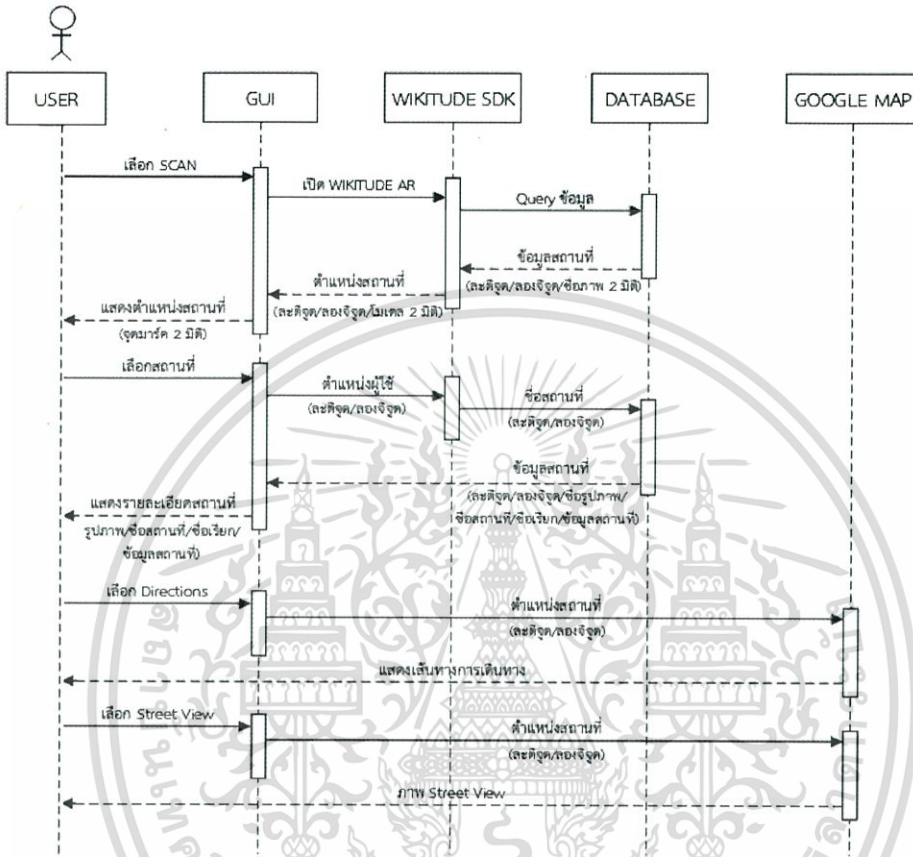 USER
GUI
WIKITUDE SDK
DATABASE
GOOGLE MAP
เลือก SCAN
เปิด WIKITUDE AR
Query ข้อมูล
ข้อมูลสถานที่
(ละติจูด/ลองจิจูด/ชื่อภาพ 2 มิติ)
ตำแหน่งสถานที่
(ละติจูด/ลองจิจูด/โมเดล 2 มิติ)
แสดงตำแหน่งสถานที่
(จุดมาร์ค 2 มิติ)
เลือกสถานที่
ตำแหน่งผู้ใช้
(ละติจูด/ลองจิจูด)
ชื่อสถานที่
(ละติจูด/ลองจิจูด)
ข้อมูลสถานที่
(ละติจูด/ลองจิจูด/ชื่อรูปภาพ/
ชื่อสถานที่/ชื่อเรียก/ข้อมูลสถานที่)
แสดงรายละเอียดสถานที่
รูปภาพ/ชื่อสถานที่/ชื่อเรียก/
ข้อมูลสถานที่)
เลือก Directions
ตำแหน่งสถานที่
(ละติจูด/ลองจิจูด)
แสดงเส้นทางการเดินทาง
เลือก Street View
ตำแหน่งสถานที่
(ละติจูด/ลองจิจูด)
ภาพ Street View